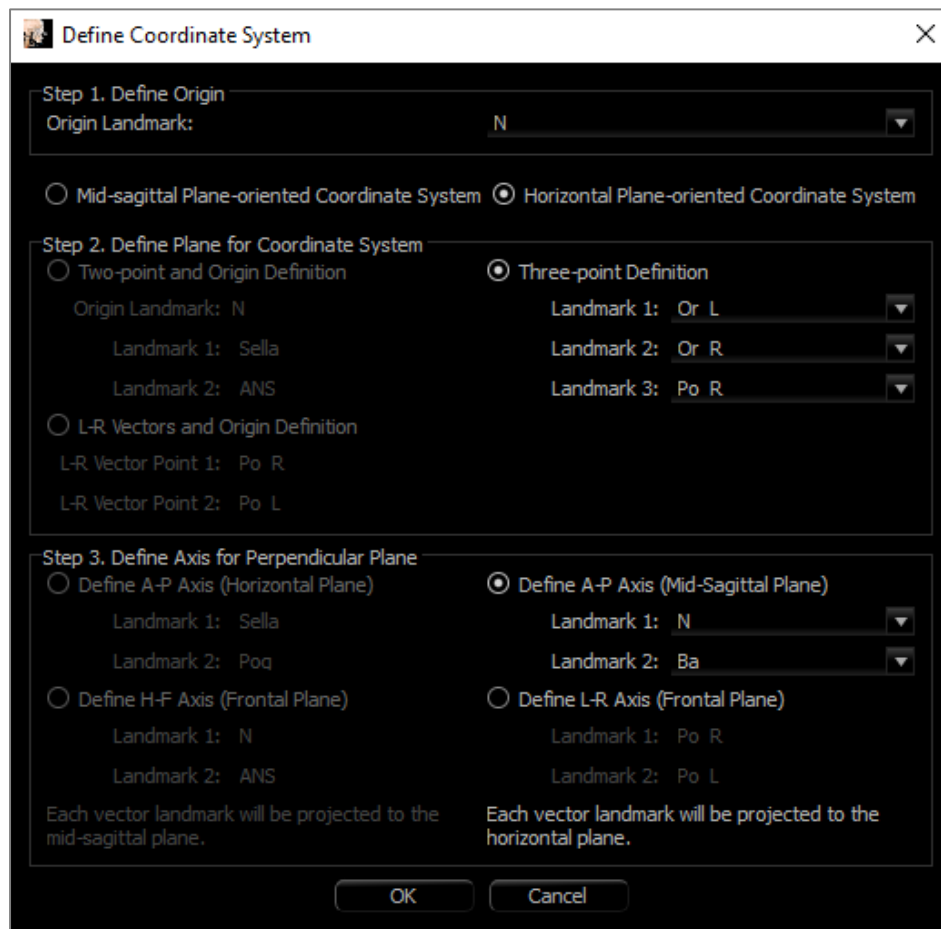 Define Coordinate System
Step 1. Define Origin
Origin Landmark: N
Mid-sagittal Plane-oriented Coordinate System Horizontal Plane-oriented Coordinate System
Step 2. Define Plane for Coordinate System
Two-point and Origin Definition Three-point Definition
Origin Landmark: N Landmark 1: Or L
Landmark 1: Sella Landmark 2: Or R
Landmark 2: ANS Landmark 3: Po R
L-R Vectors and Origin Definition
L-R Vector Point 1: Po R
L-R Vector Point 2: Po L
Step 3. Define Axis for Perpendicular Plane
Define A-P Axis (Horizontal Plane) Define A-P Axis (Mid-Sagittal Plane)
Landmark 1: Sella Landmark 1: N
Landmark 2: Pog Landmark 2: Ba
Define H-F Axis (Frontal Plane) Define L-R Axis (Frontal Plane)
Landmark 1: N Landmark 1: Po R
Landmark 2: ANS Landmark 2: Po L
Each vector landmark will be projected to the Each vector landmark will be projected to the
mid-sagittal plane. horizontal plane.
OK Cancel